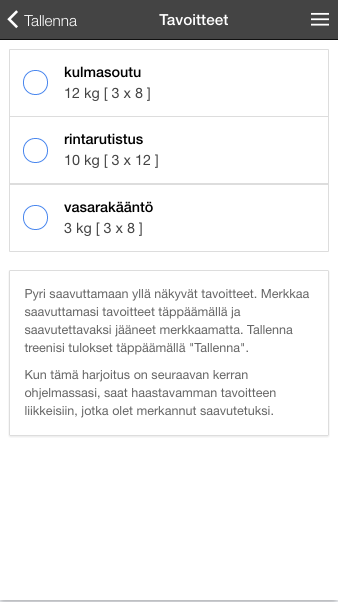 Tallenna
Tavoitteet
kulmasoutu
12 kg [ 3 x 8 ]
rintarutistus
10 kg [ 3 x 12 ]
vasarakääntö
3 kg [ 3 x 8 ]
Pyri saavuttamaan yllä näkyvät tavoitteet. Merkkaa
saavuttamasi tavoitteet täppäämällä ja
saavutettavaksi jääneet merkkaamatta. Tallenna
treenisi tulokset täppäämällä "Tallenna".
Kun tämä harjoitus on seuraavan kerran
ohjelmassasi, saat haastavamman tavoitteen
liikkeisiin, jotka olet merkannut saavutetuksi.